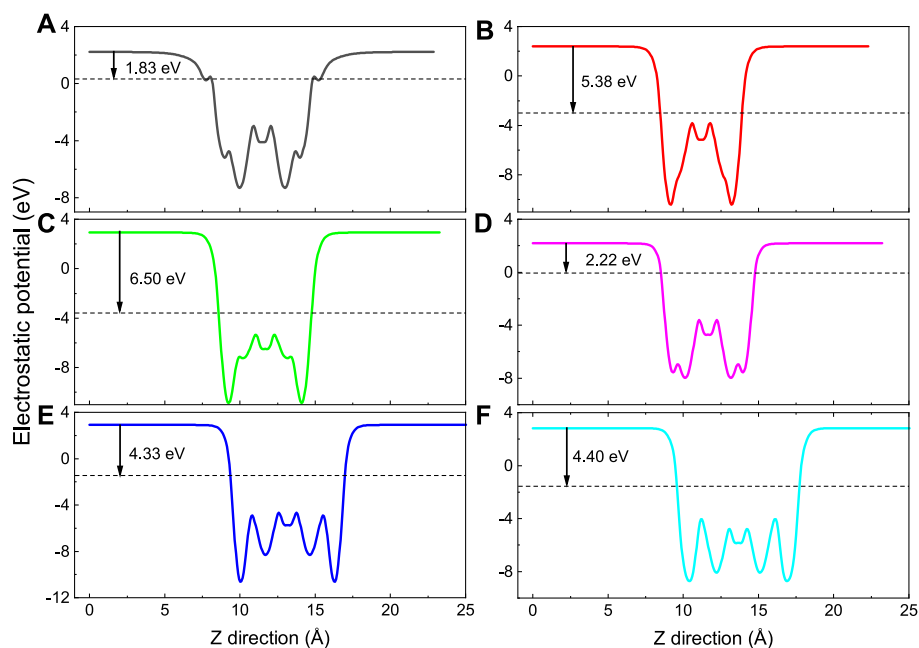 A
B
4
0
-4
-8
1.83 eV
4
0
-4
-8
5.38 eV
C
D
4
0
-4
-8
6.50 eV
4
0
-4
-8
2.22 eV
E
F
4
0
-4
-8
-12
4.33 eV
4
0
-4
-8
4.40 eV
0 5 10 15 20 25
0 5 10 15 20 25
Z direction (Å)
Z direction (Å)
Electrostatic potential (eV)